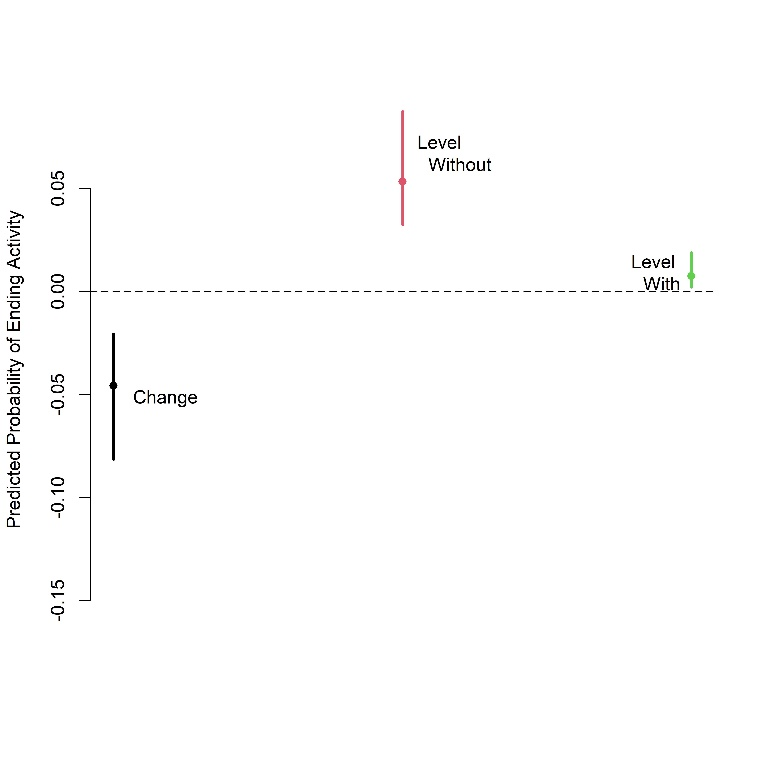 Level
Without
0.05
Level
With
0.00
-0.05
Change
-0.10
-0.15
Predicted Probability of Ending Activity